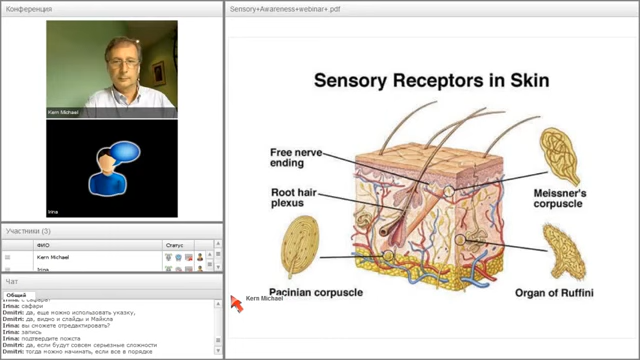 Конференция
Kern Michael
Irina
Участники (3)
ФИО
Статус
Kern Michael
Irina
Чат
Общий
Irina: сафари
Dmitri: да, еще можно использовать указку,
Dmitri: да, видно и слайды и Майкла
Irina: вы сможете отредактировать?
Irina: запись
Irina: подтвердите пожста
Dmitri: да, если будут совсем серьезные сложности
Dmitri: тогда можно начинать, если все в порядке
Sensory+Awareness+webinar+.pdf
Sensory Receptors in Skin
Free nerve
ending
Root hair
plexus
Meissner's
corpuscle
Pacinian corpuscle
Organ of Ruffini
Kern Michael